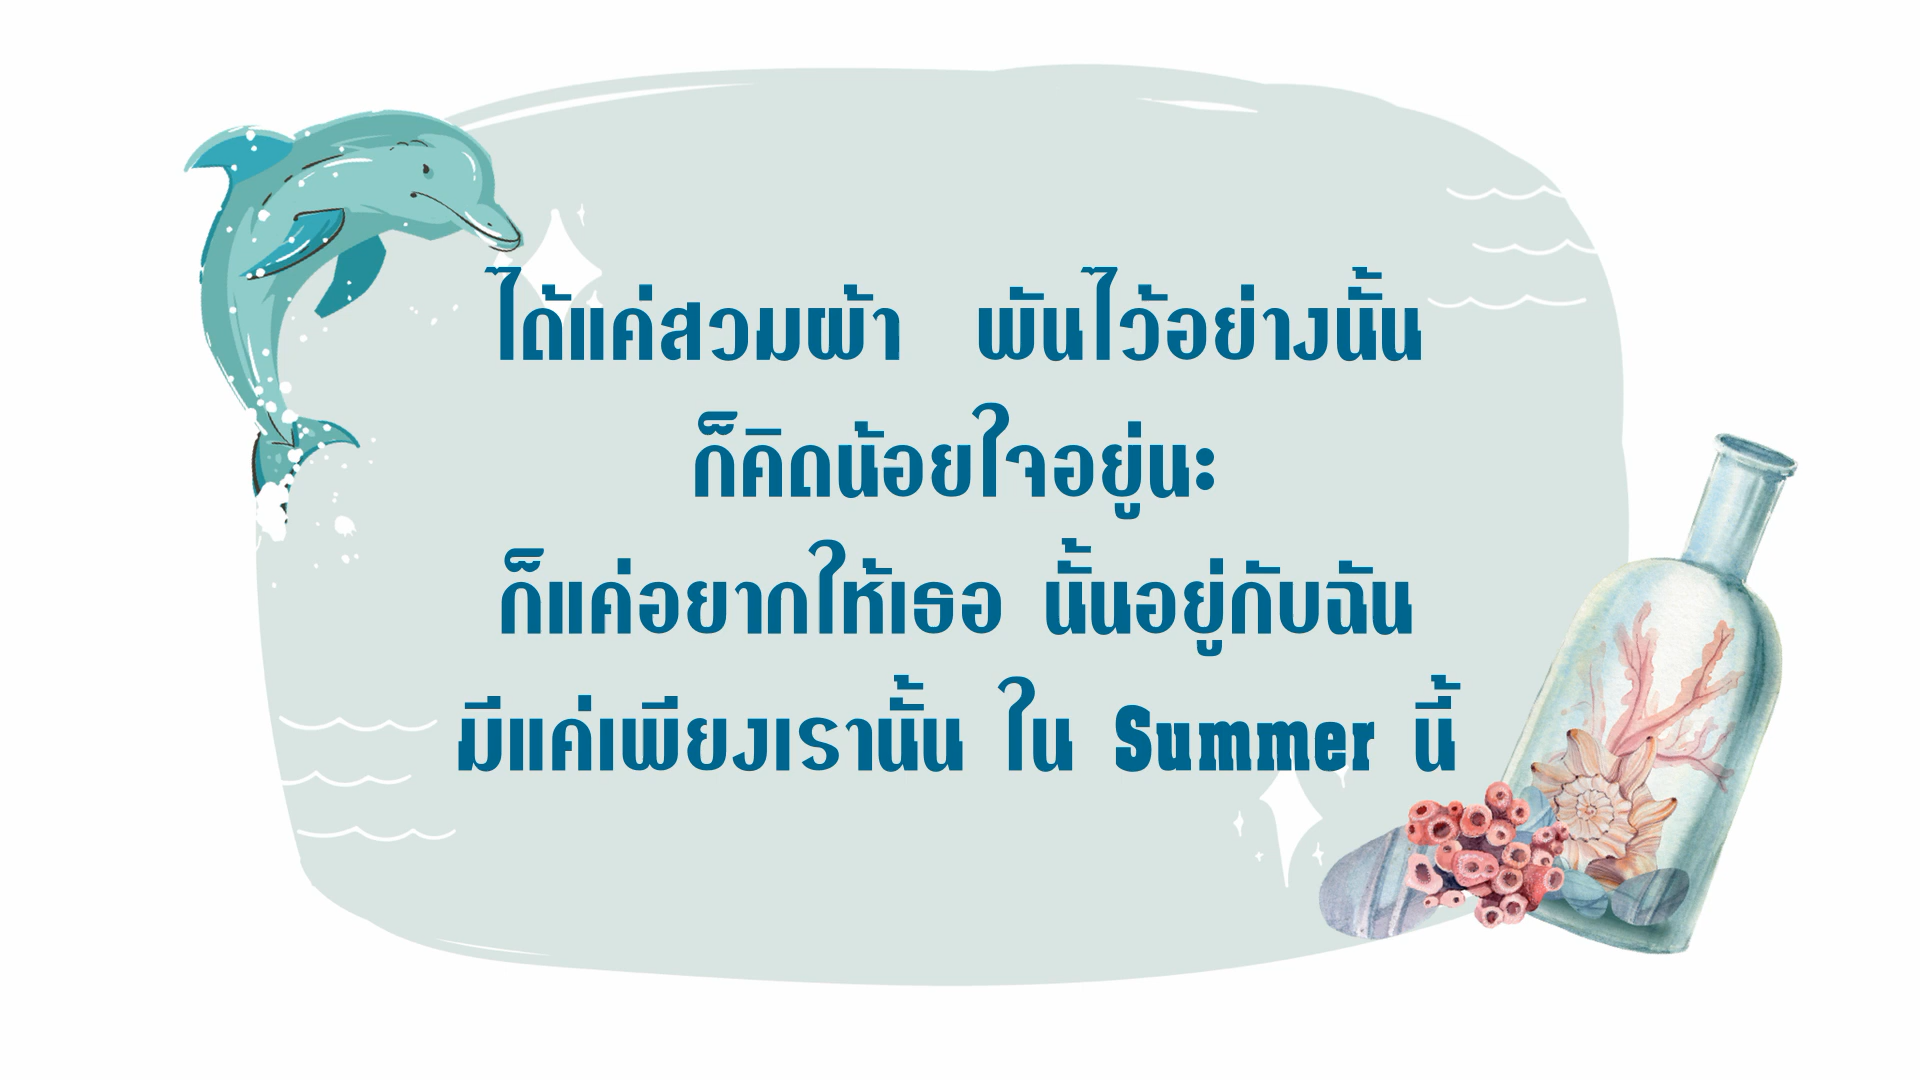 ได้แค่สวมผ้า พันไว้อย่างนั้น
ก็คิดน้อยใจอยู่นะ
ก็แค่อยากให้เธอ นั้นอยู่กับฉัน
มีแค่เพียงเรานั้น ใน Summer นี้